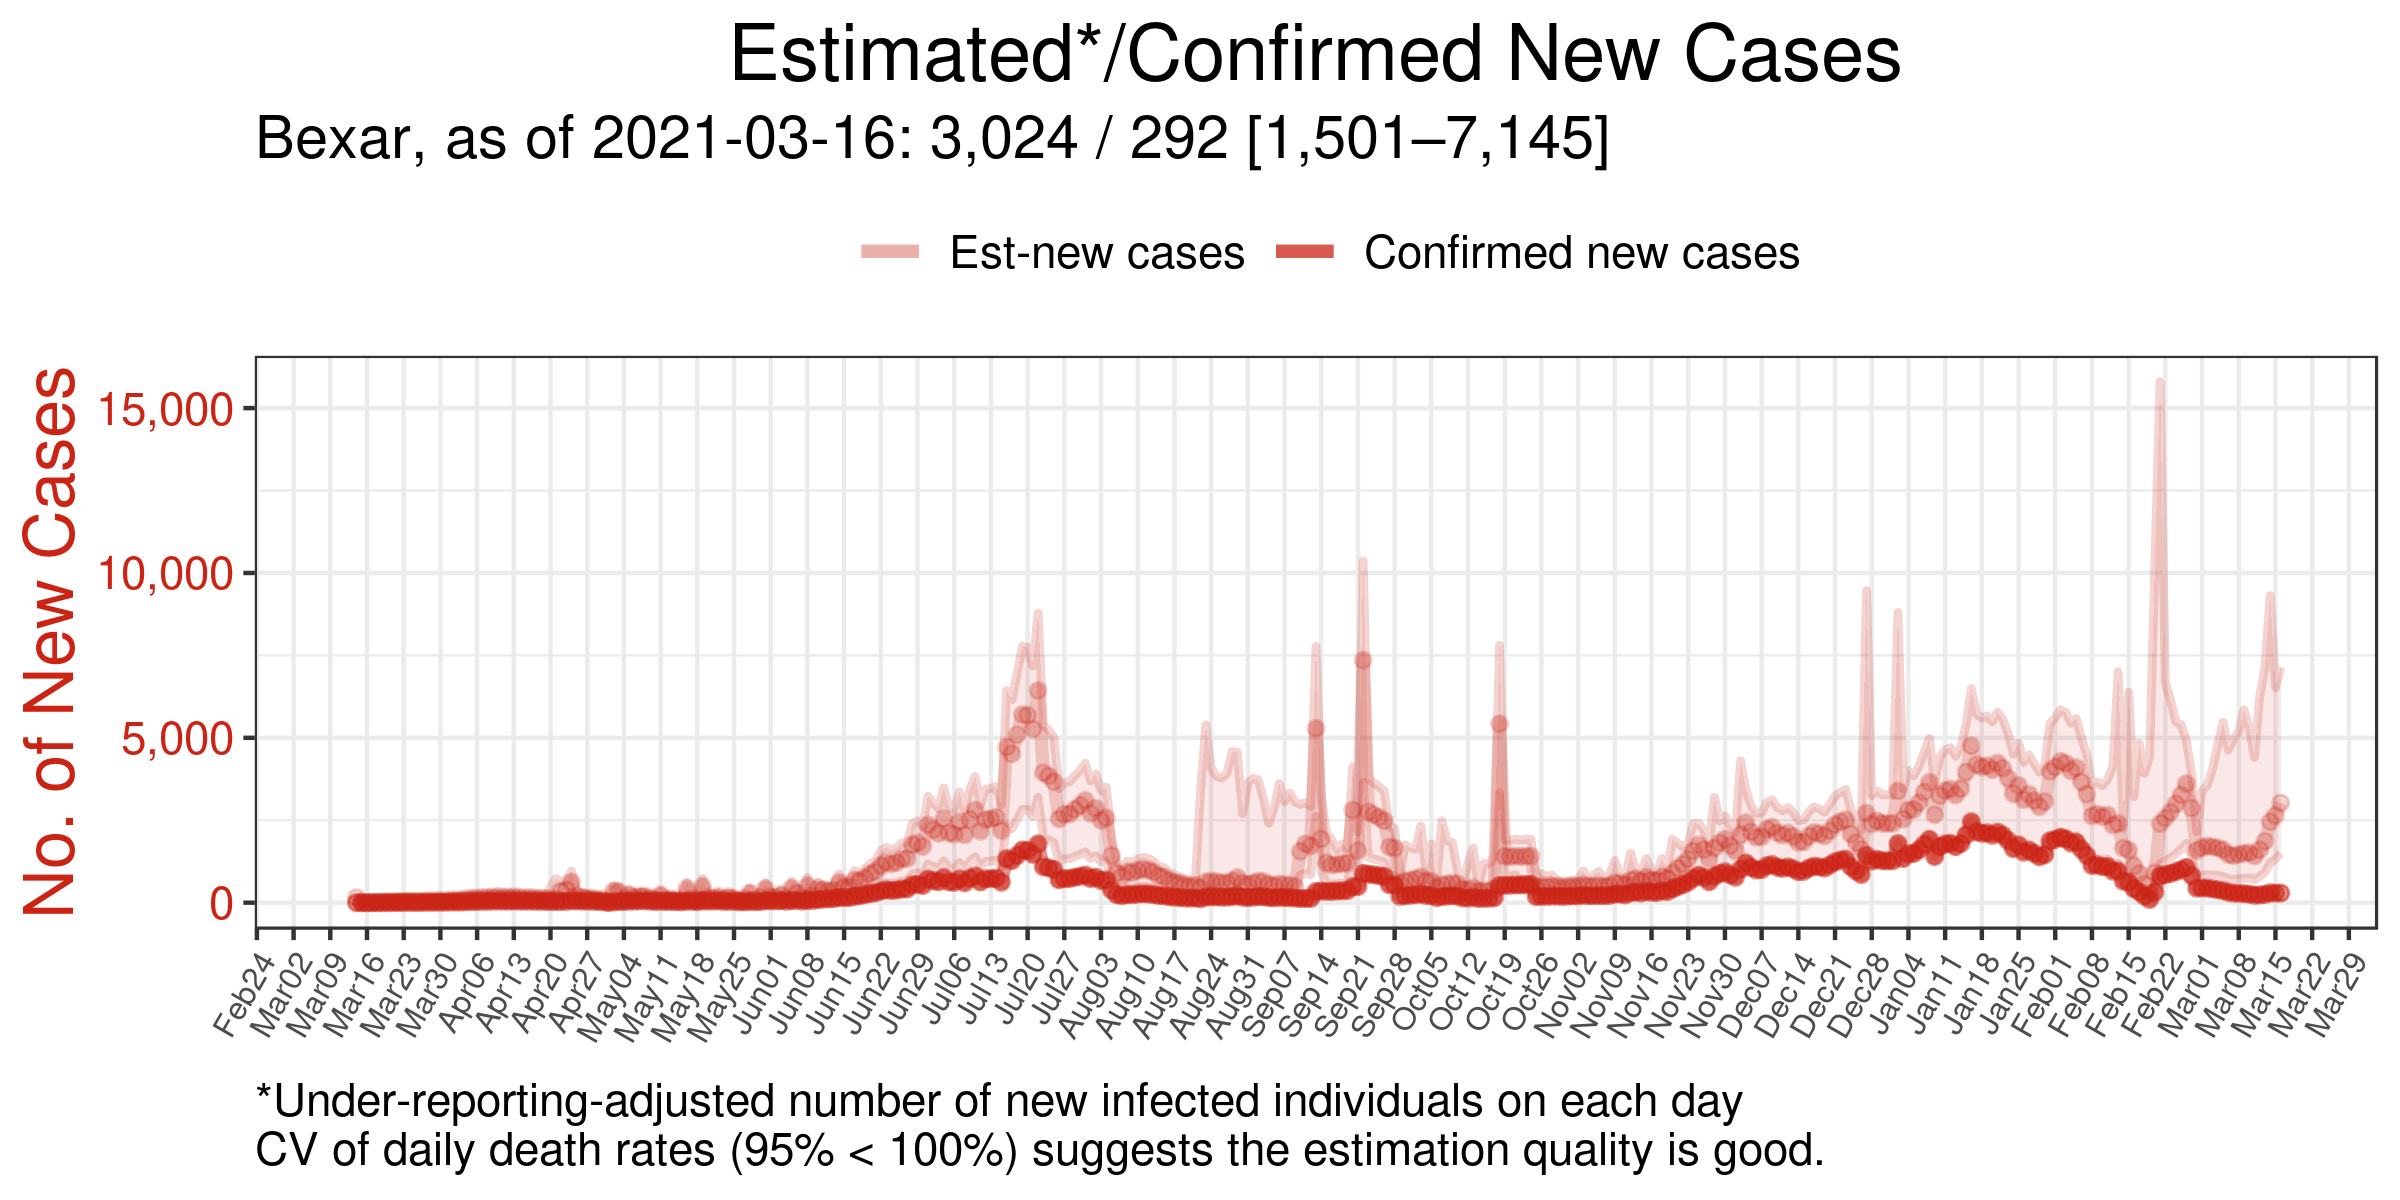 Estimated*/Confirmed New Cases
Bexar, as of 2021-03-16: 3,024 / 292 [1,501–7,145]
Est-new cases Confirmed new cases
No. of New Cases
15,000
10,000
5,000
0
Feb24 Mar02 Mar09 Mar16 Mar23 Mar30 Apr06 Apr13 Apr20 Apr27 May04 May11 May18 May25 Jun01 Jun08 Jun15 Jun22 Jun29 Jul06 Jul13 Jul20 Jul27 Aug03 Aug10 Aug17 Aug24 Aug31 Sep07 Sep14 Sep21 Sep28 Oct05 Oct12 Oct19 Oct26 Nov02 Nov09 Nov16 Nov23 Nov30 Dec07 Dec14 Dec21 Dec28 Jan04 Jan11 Jan18 Jan25 Feb01 Feb08 Feb15 Feb22 Mar01 Mar08 Mar15 Mar22 Mar29
*Under-reporting-adjusted number of new infected individuals on each day
CV of daily death rates (95% < 100%) suggests the estimation quality is good.